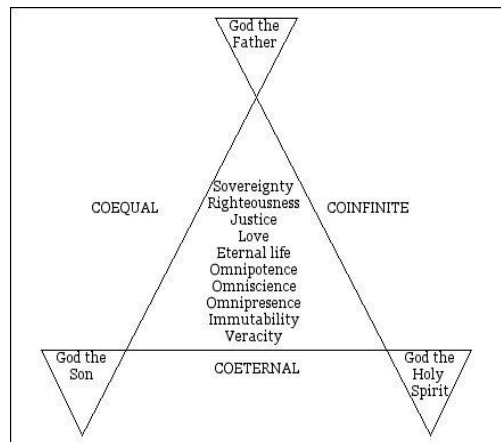 God the
Father
COEQUAL
COINFINITE
Sovereignty
Righteousness
Justice
Love
Eternal life
Omnipotence
Omniscience
Omnipresence
Immutability
Veracity
God the
Son
COETERNAL
God the
Holy
Spirit